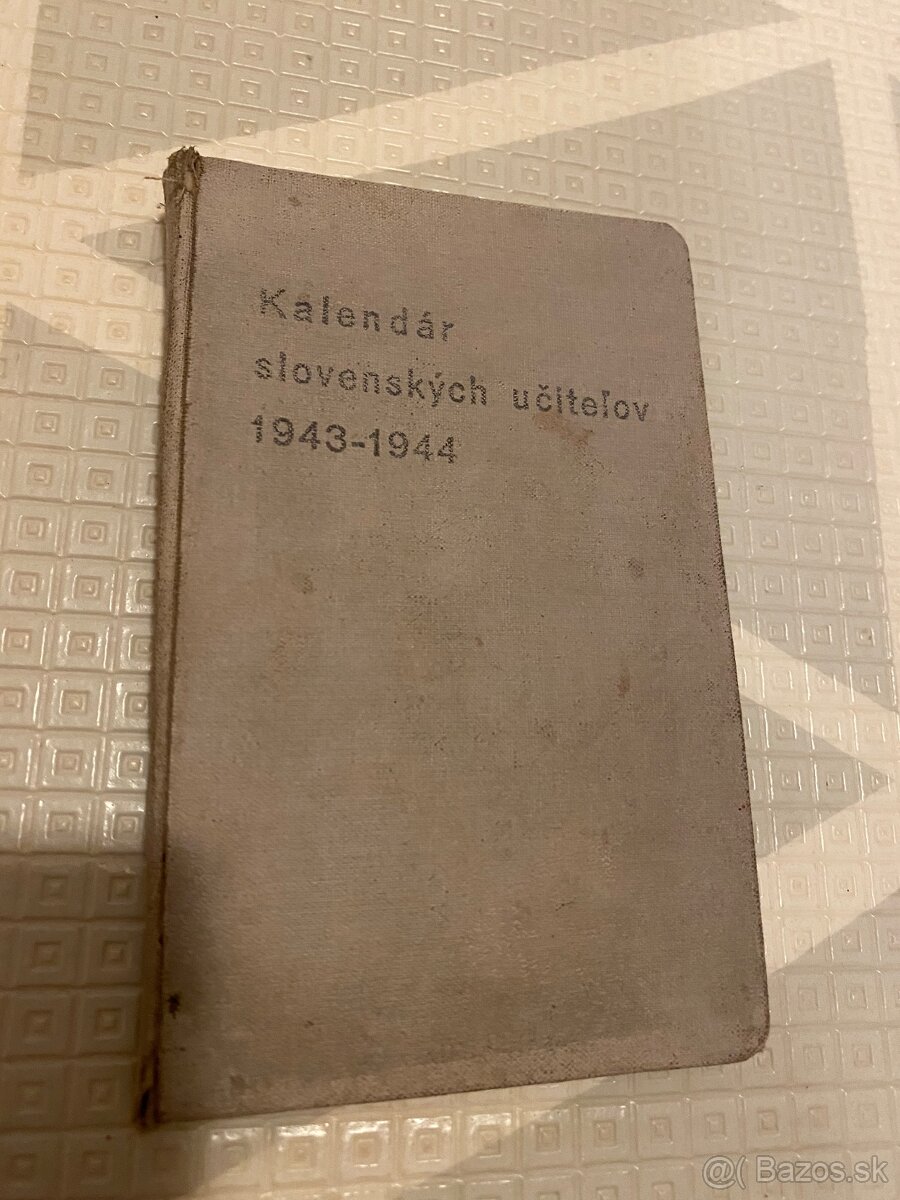 Kalendár
slovenských učiteľov
1943-1944
@( Bazos.sk